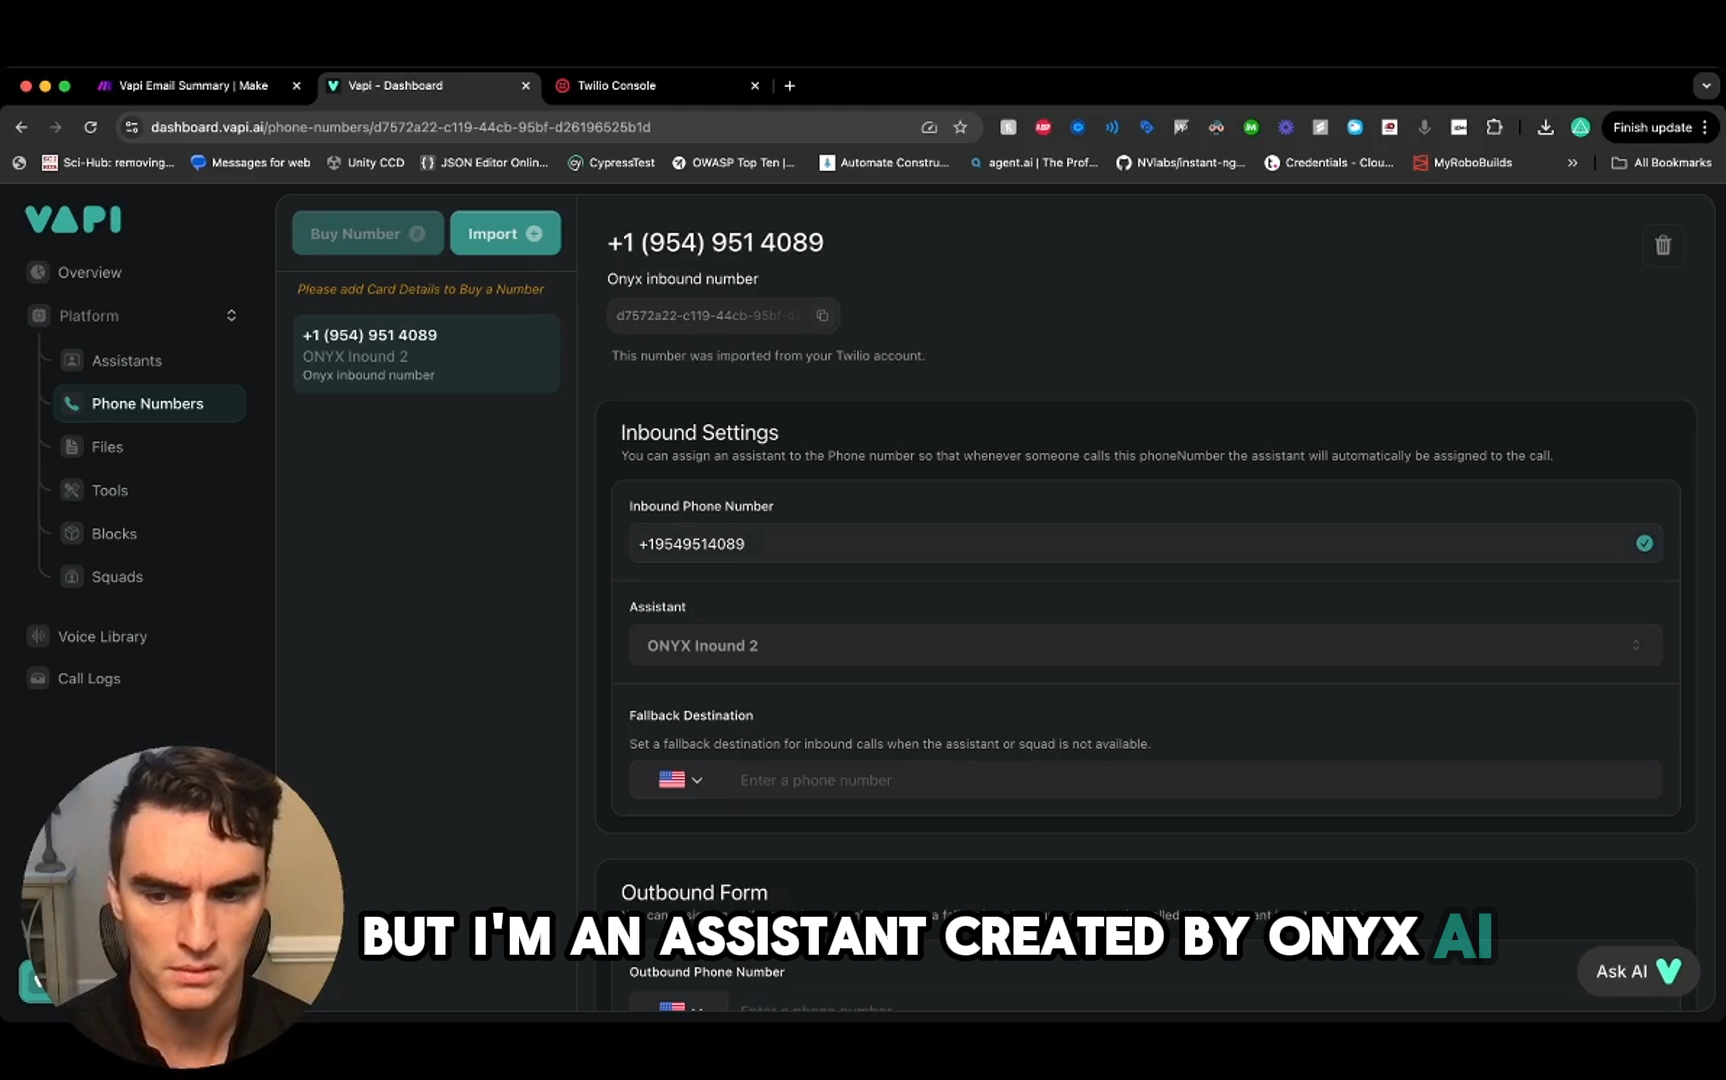 Vapi Email Summary | Make
Vapi - Dashboard
Twilio Console
dashboard.vapi.ai/phone-numbers/d7572a22-c119-44cb-95bf-d26196525b1d
Finish update
Sci-Hub: removing...
Messages for web
Unity CCD
JSON Editor Onlin...
CypressTest
OWASP Top Ten |...
Automate Constru...
agent.ai | The Prof...
NVlabs/instant-ng...
Credentials - Clou...
MyRoboBuilds
All Bookmarks
VAPI
Overview
Platform
Assistants
Phone Numbers
Files
Tools
Blocks
Squads
Voice Library
Call Logs
Buy Number
Import
Please add Card Details to Buy a Number
+1 (954) 951 4089
ONYX Inound 2
Onyx inbound number
+1 (954) 951 4089
Onyx inbound number
d7572a22-c119-44cb-95bf-d2
This number was imported from your Twilio account.
Inbound Settings
You can assign an assistant to the Phone number so that whenever someone calls this phoneNumber the assistant will automatically be assigned to the call.
Inbound Phone Number
+19549514089
Assistant
ONYX Inound 2
Fallback Destination
Set a fallback destination for inbound calls when the assistant or squad is not available.
Enter a phone number
Outbound Form
BUT I'M AN ASSISTANT CREATED BY ONYX AI
Outbound Phone Number
Enter a phone number
Ask AI